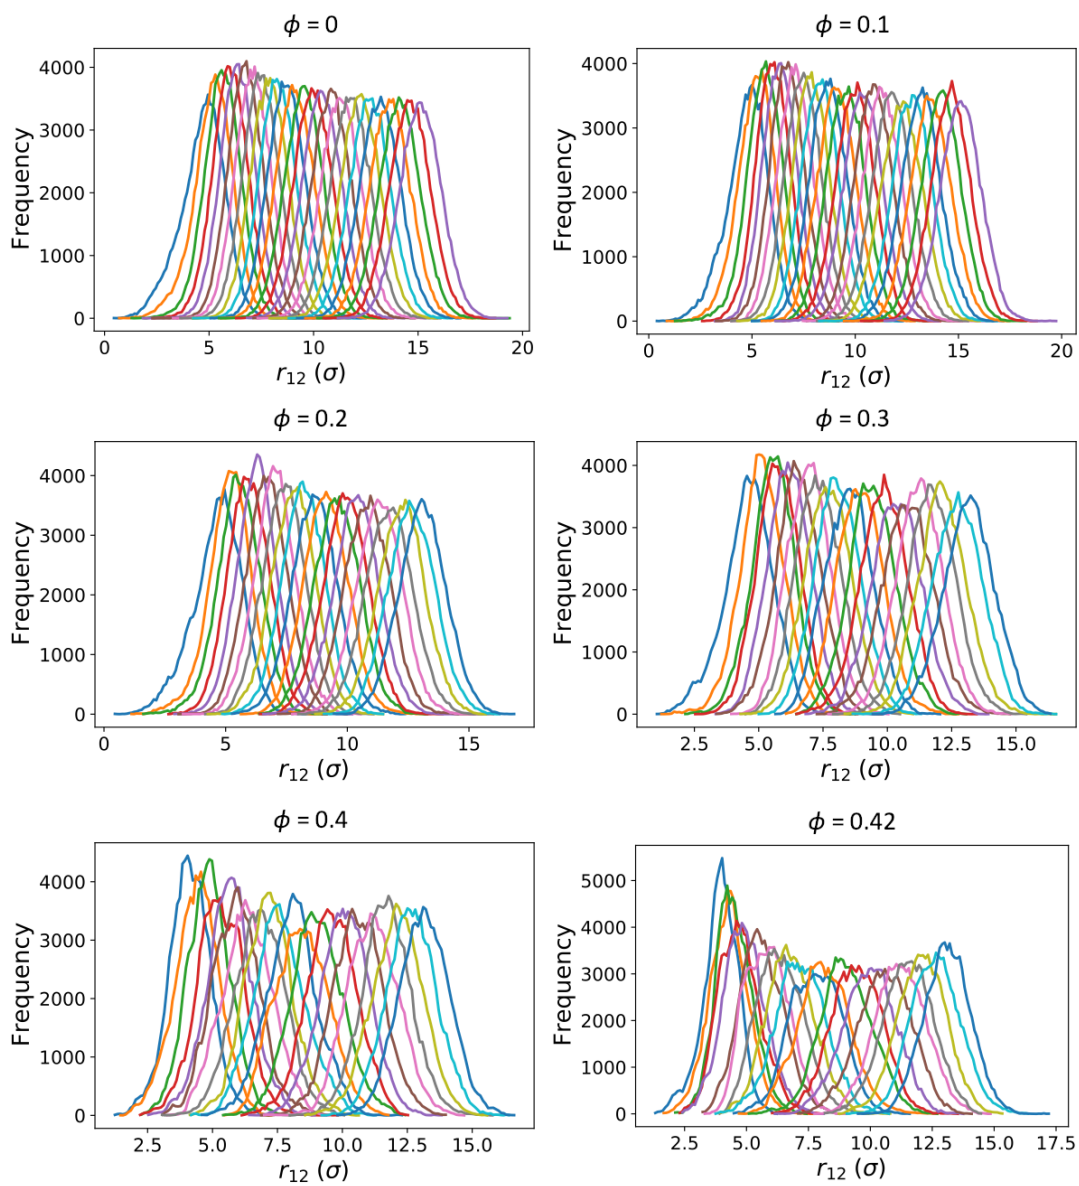 ϕ = 0
4000
3000
2000
1000
0
Frequency
0 5 10 15 20
r₁₂ (σ)
ϕ = 0.1
4000
3000
2000
1000
0
Frequency
0 5 10 15 20
r₁₂ (σ)
ϕ = 0.2
4000
3000
2000
1000
0
Frequency
0 5 10 15
r₁₂ (σ)
ϕ = 0.3
4000
3000
2000
1000
0
Frequency
2.5 5.0 7.5 10.0 12.5 15.0
r₁₂ (σ)
ϕ = 0.4
4000
3000
2000
1000
0
Frequency
2.5 5.0 7.5 10.0 12.5 15.0
r₁₂ (σ)
ϕ = 0.42
5000
4000
3000
2000
1000
0
Frequency
2.5 5.0 7.5 10.0 12.5 15.0 17.5
r₁₂ (σ)